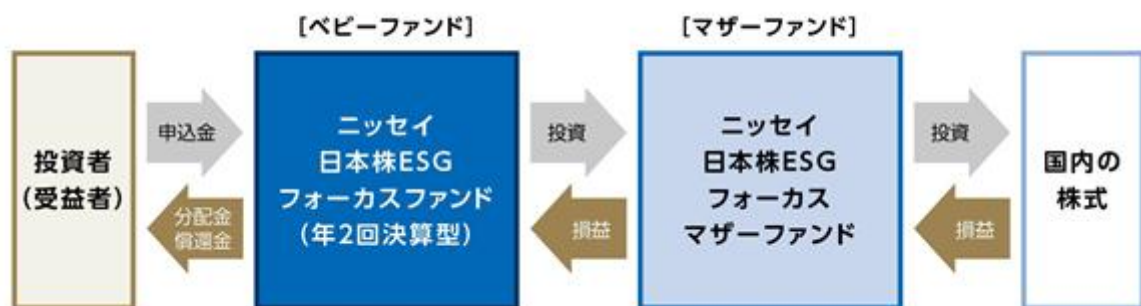 [ベビーファンド]
[マザーファンド]
投資者
(受益者)
申込金
分配金
償還金
ニッセイ
日本株ESG
フォーカスファンド
(年2回決算型)
投資
損益
ニッセイ
日本株ESG
フォーカス
マザーファンド
投資
損益
国内の
株式